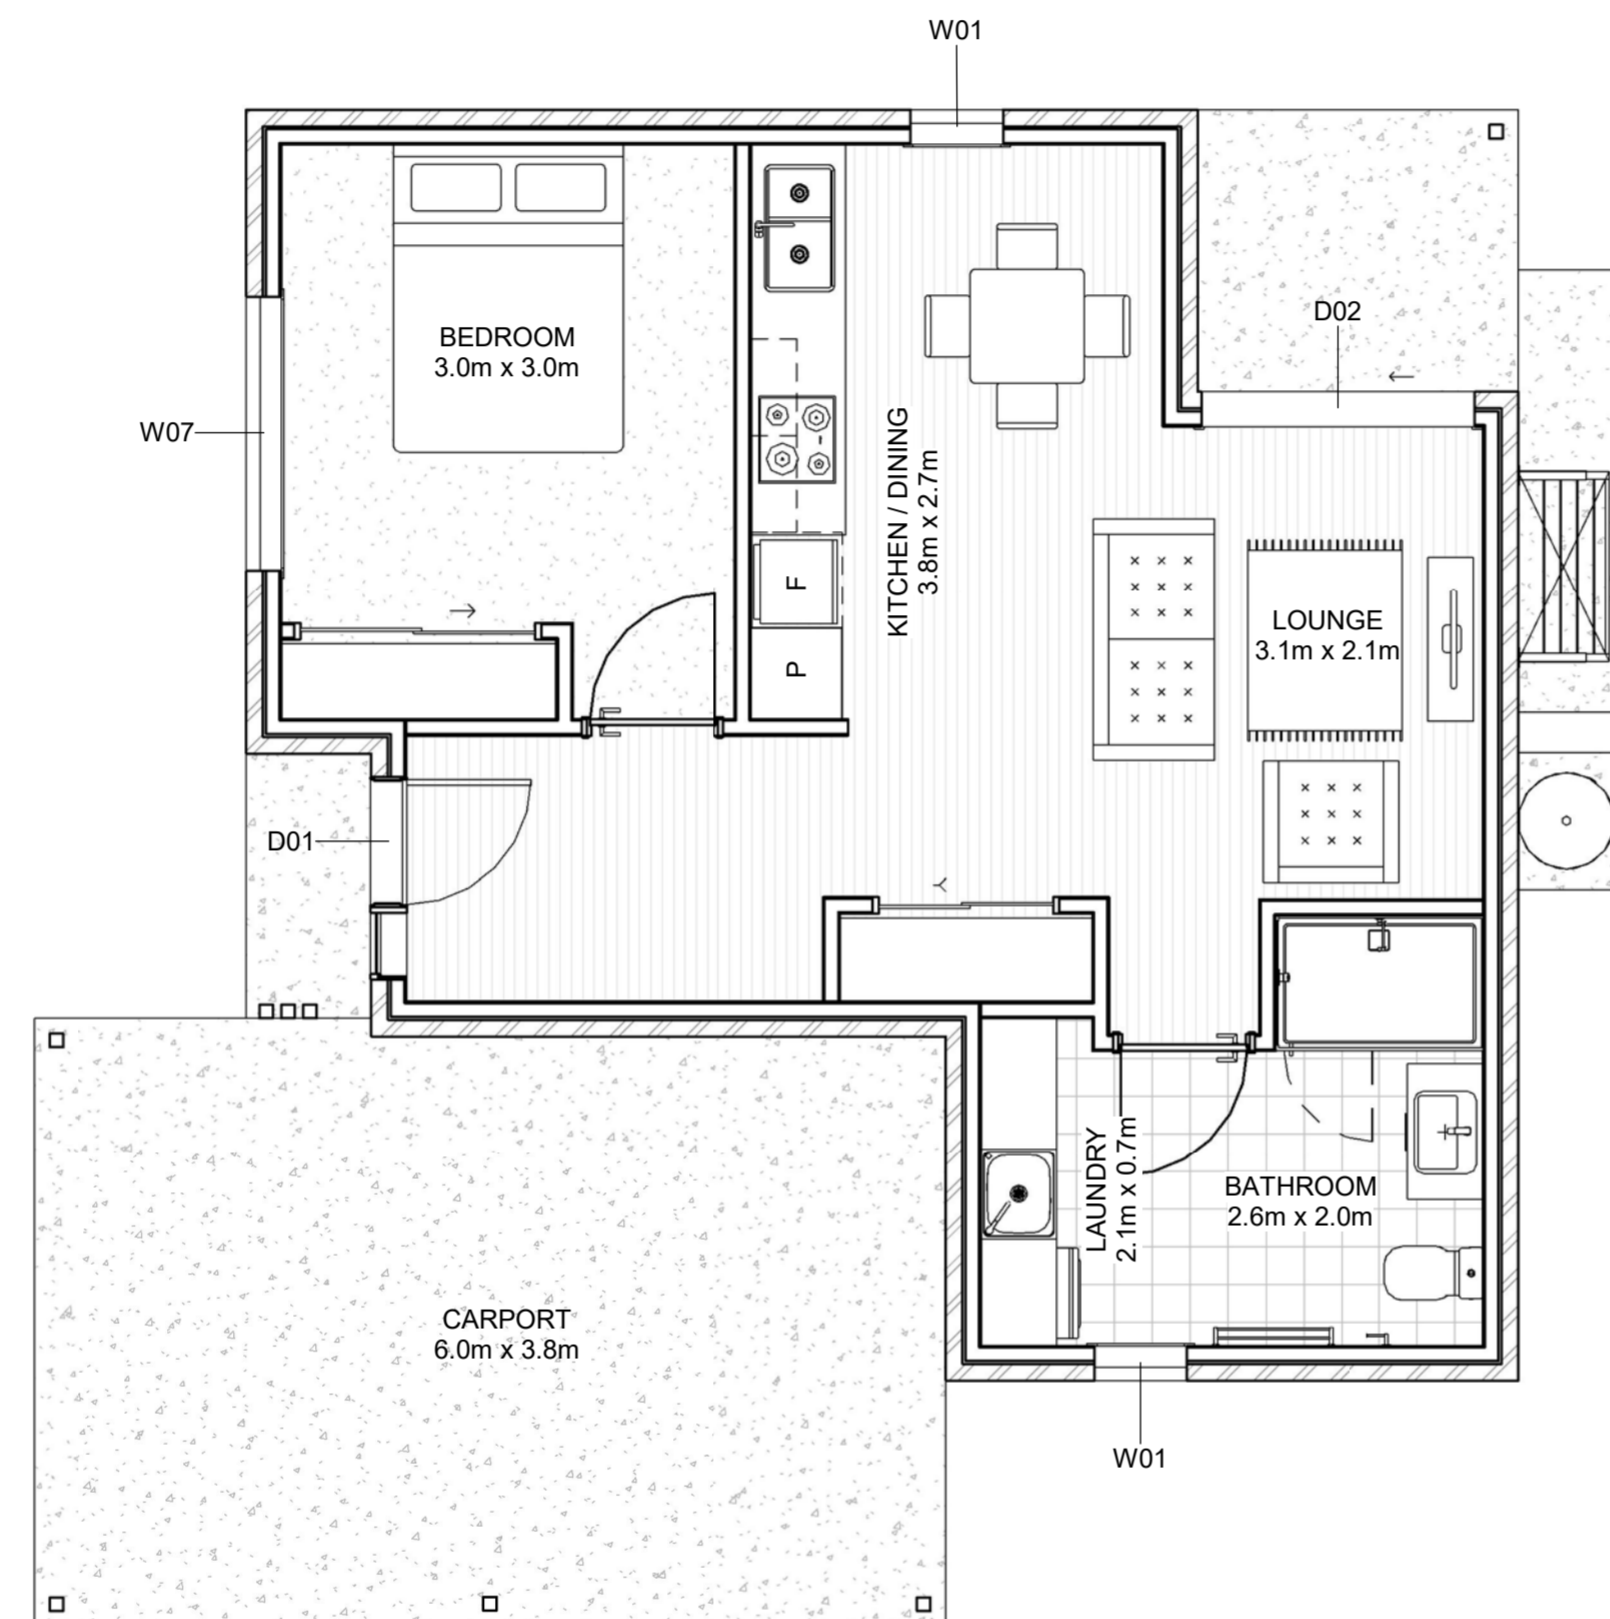 W01
D02
BEDROOM
3.0m x 3.0m
W07
KITCHEN / DINING
3.8m x 2.7m
F
P
LOUNGE
3.1m x 2.1m
D01
LAUNDRY
2.1m x 0.7m
BATHROOM
2.6m x 2.0m
CARPORT
6.0m x 3.8m
W01